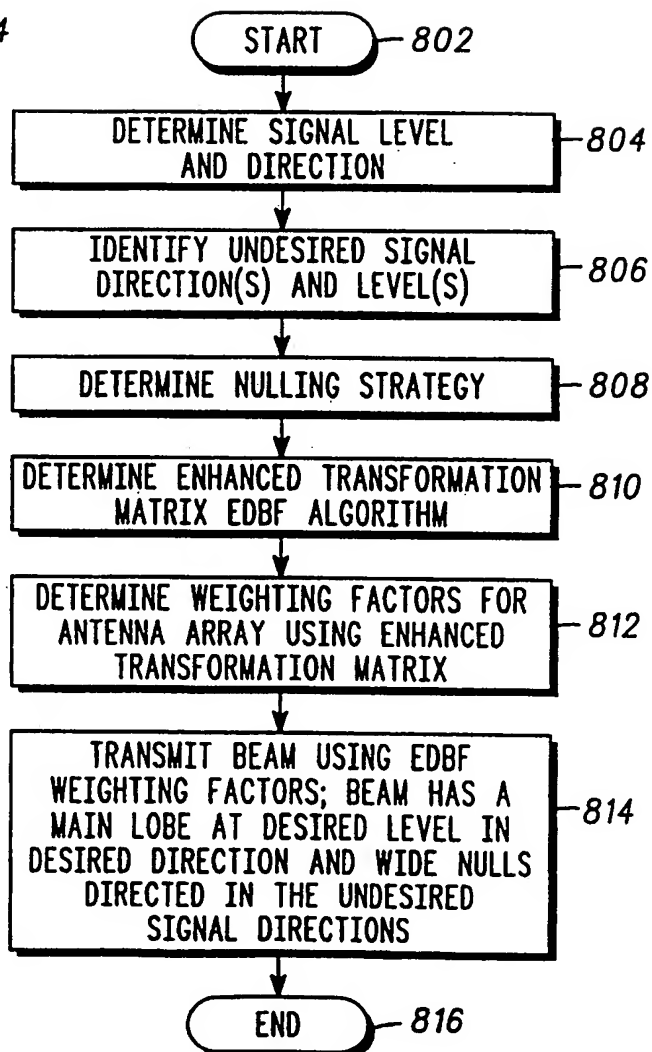 4
START 802
DETERMINE SIGNAL LEVEL
AND DIRECTION
804
IDENTIFY UNDESIRED SIGNAL
DIRECTION(S) AND LEVEL(S)
806
DETERMINE NULLING STRATEGY 808
DETERMINE ENHANCED TRANSFORMATION
MATRIX EDBF ALGORITHM
810
DETERMINE WEIGHTING FACTORS FOR
ANTENNA ARRAY USING ENHANCED
TRANSFORMATION MATRIX
812
TRANSMIT BEAM USING EDBF
WEIGHTING FACTORS; BEAM HAS A
MAIN LOBE AT DESIRED LEVEL IN
DESIRED DIRECTION AND WIDE NULLS
DIRECTED IN THE UNDESIRED
SIGNAL DIRECTIONS
814
END 816